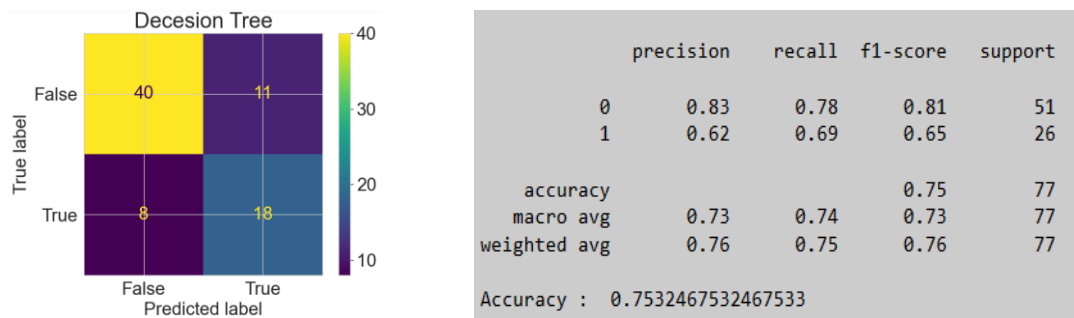 Decesion Tree
True label
False
True
40 11
8 18
False True
Predicted label
40
30
20
10
precision recall f1-score support
0 0.83 0.78 0.81 51
1 0.62 0.69 0.65 26
accuracy 0.75 77
macro avg 0.73 0.74 0.73 77
weighted avg 0.76 0.75 0.76 77
Accuracy : 0.7532467532467533